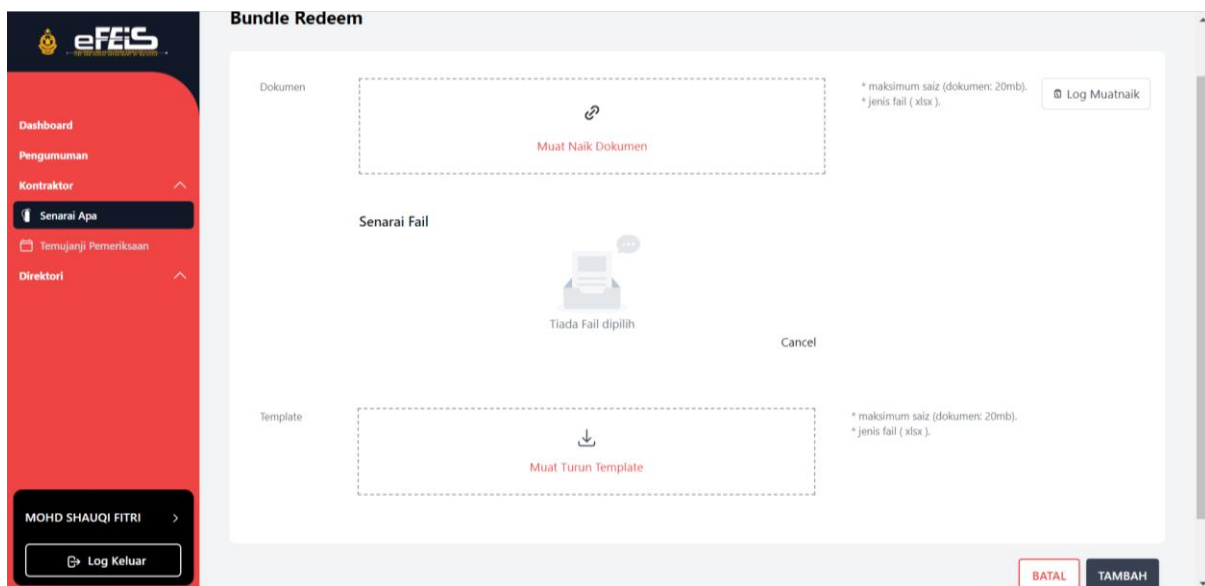 eFEiS
Bundle Redeem
Dashboard
Pengumuman
Kontraktor
Senarai Apa
Temujanji Pemeriksaan
Direktori
MOHD SHAUQI FITRI
Log Keluar
Dokumen
Muat Naik Dokumen
* maksimum saiz (dokumen: 20mb).
* jenis fail ( xlsx ).
Log Muatnaik
Senarai Fail
Tiada Fail dipilih
Cancel
Template
Muat Turun Template
* maksimum saiz (dokumen: 20mb).
* jenis fail ( xlsx ).
BATAL
TAMBAH